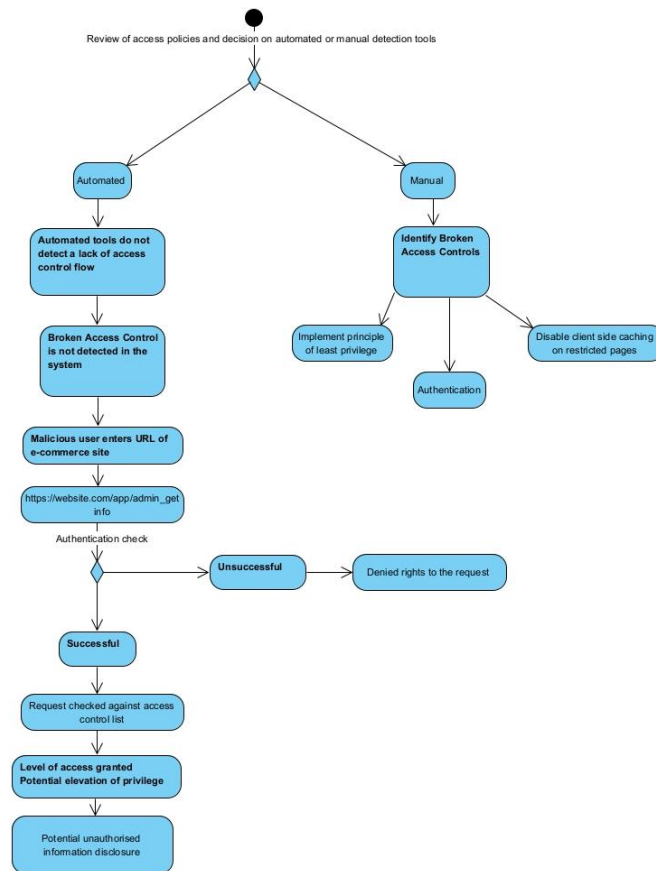 Review of access policies and decision on automated or manual detection tools
Automated
Manual
Automated tools do not
detect a lack of access
control flow
Identify Broken
Access Controls
Broken Access Control
is not detected in the
system
Implement principle
of least privilege
Disable client side caching
on restricted pages
Authentication
Malicious user enters URL of
e-commerce site
https://website.com/app/admin_get
info
Authentication check
Unsuccessful
Denied rights to the request
Successful
Request checked against access
control list
Level of access granted
Potential elevation of privilege
Potential unauthorised
information disclosure